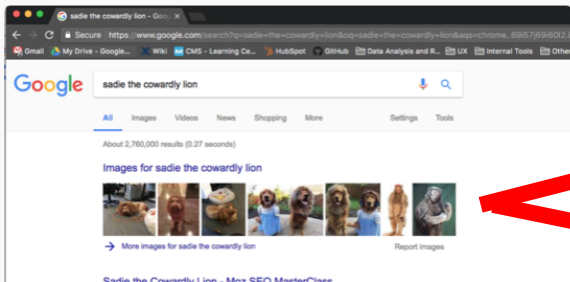 sadie the cowardly lion - Goog
Secure https://www.google.com/search?q=sadie+the+cowardly+lion&oq=sadie+the+cowardly+lion&aqs=chrome..69i57j69i60l2.
Gmail My Drive - Google... Wiki CMS - Learning Ce... HubSpot GitHub Data Analysis and R... UX Internal Tools Other
Google sadie the cowardly lion
All Images Videos News Shopping More Settings Tools
About 2,760,000 results (0.27 seconds)
Images for sadie the cowardly lion
More images for sadie the cowardly lion Report images
Sadie the Cowardly Lion - Moz SEO MasterClass